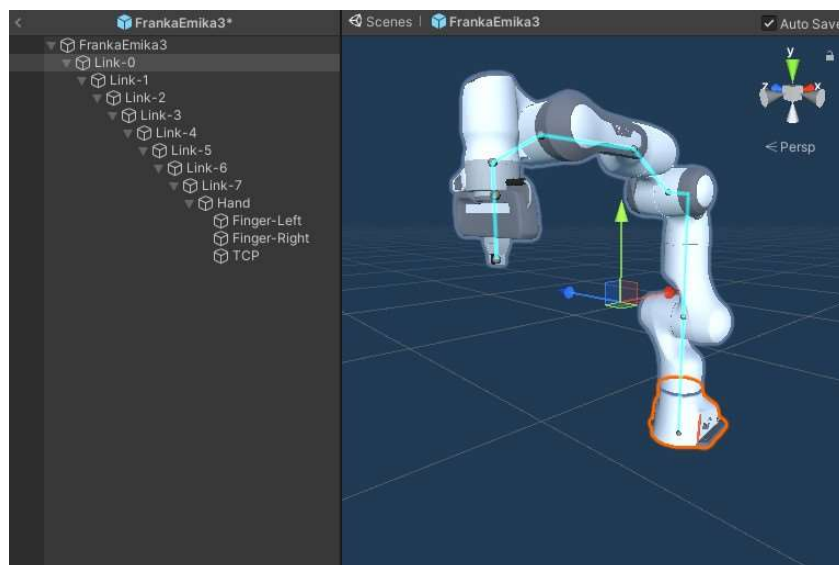 FrankaEmika3*
FrankaEmika3
Link-0
Link-1
Link-2
Link-3
Link-4
Link-5
Link-6
Link-7
Hand
Finger-Left
Finger-Right
TCP
Scenes | FrankaEmika3
Auto Save
y
z
x
<Persp